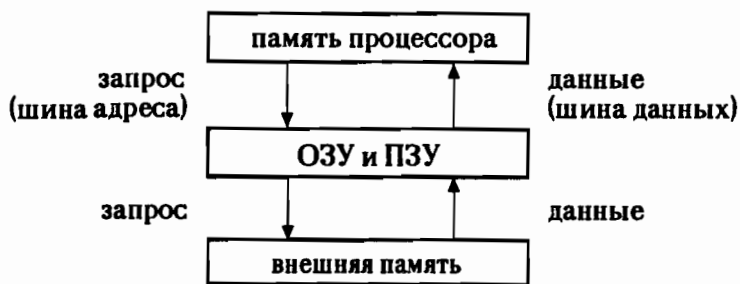 память процессора
запрос
(шина адреса)
данные
(шина данных)
ОЗУ и ПЗУ
запрос
данные
внешняя память